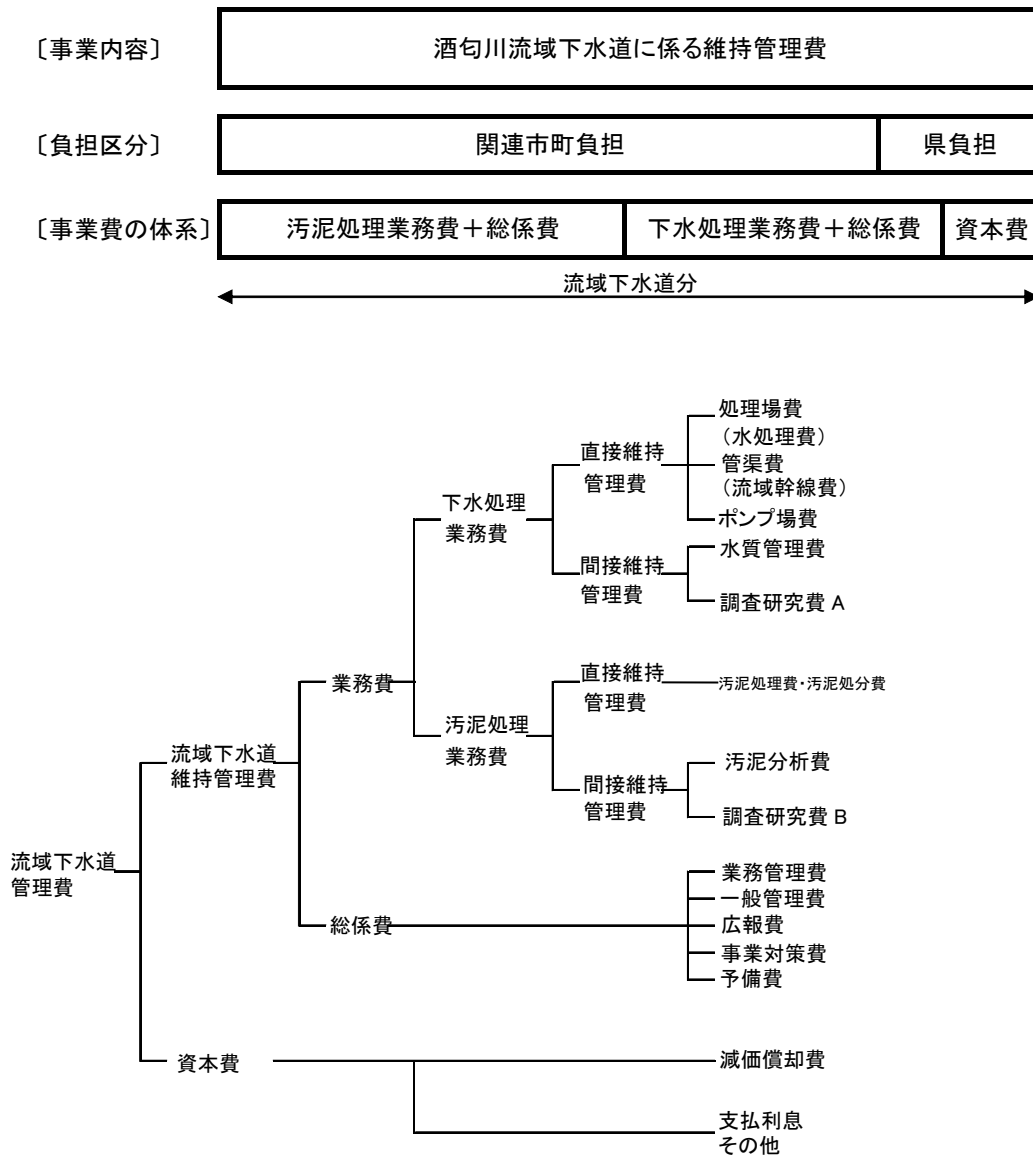 〔事業内容〕
酒匂川流域下水道に係る維持管理費
〔負担区分〕
関連市町負担
県負担
〔事業費の体系〕
汚泥処理業務費＋総係費
下水処理業務費＋総係費
資本費
流域下水道分
処理場費
（水処理費）
直接維持
管理費
管渠費
（流域幹線費）
下水処理
業務費
ポンプ場費
水質管理費
間接維持
管理費
調査研究費 A
業務費
直接維持
管理費
汚泥処理費・汚泥処分費
汚泥処理
業務費
流域下水道
維持管理費
汚泥分析費
間接維持
管理費
調査研究費 B
流域下水道
管理費
業務管理費
一般管理費
総係費
広報費
事業対策費
予備費
資本費
減価償却費
支払利息
その他